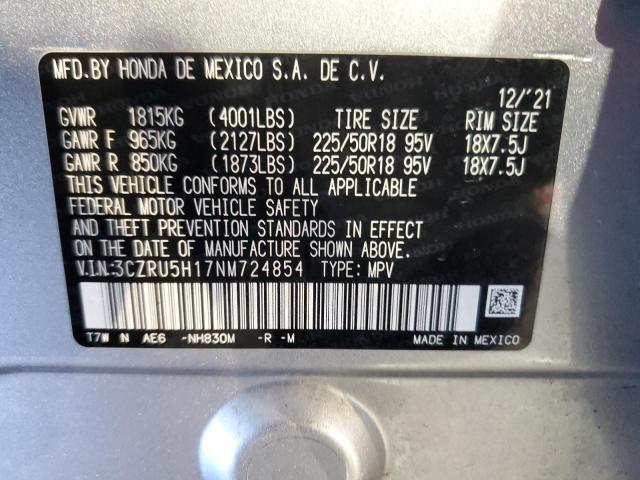 MFD.BY HONDA DE MEXICO S.A. DE C.V.
12/'21
GVWR 1815KG (4001LBS) TIRE SIZE RIM SIZE
GAWR F 965KG (2127LBS) 225/50R18 95V 18X7.5J
GAWR R 850KG (1873LBS) 225/50R18 95V 18X7.5J
THIS VEHICLE CONFORMS TO ALL APPLICABLE
FEDERAL MOTOR VEHICLE SAFETY
AND THEFT PREVENTION STANDARDS IN EFFECT
ON THE DATE OF MANUFACTURE SHOWN ABOVE.
V.I.N.:3CZRU5H17NM724854 TYPE: MPV
T7W N AE6 -NH830M -R -M MADE IN MEXICO